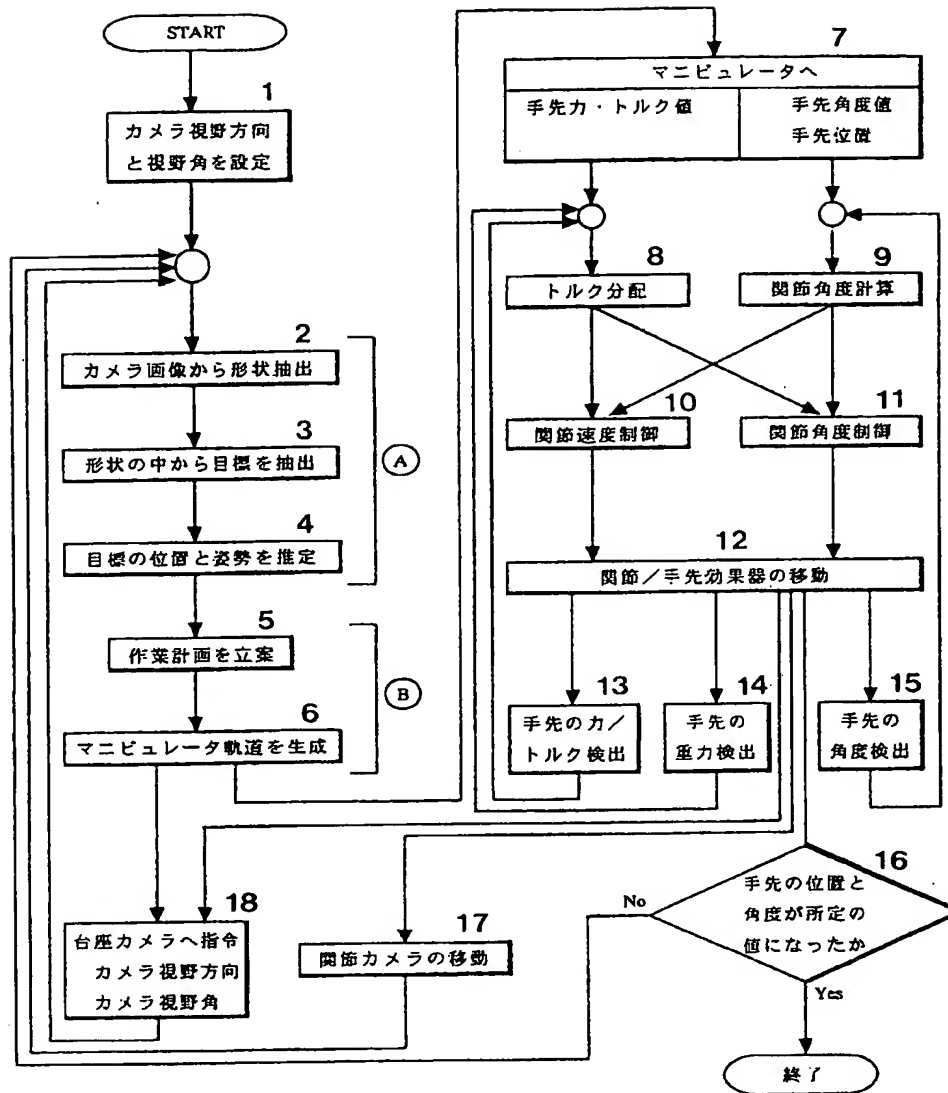 START
1
カメラ視野方向
と視野角を設定
2
カメラ画像から形状抽出
3
形状の中から目標を抽出
A
4
目標の位置と姿勢を推定
5
作業計画を立案
B
6
マニピュレータ軌道を生成
18
台座カメラへ指令
カメラ視野方向
カメラ視野角
17
関節カメラの移動
7
マニピュレータへ
手先力・トルク値
手先角度値
手先位置
8
トルク分配
9
関節角度計算
10
関節速度制御
11
関節角度制御
12
関節／手先効果器の移動
13
手先の力／
トルク検出
14
手先の
重力検出
15
手先の
角度検出
16
手先の位置と
角度が所定の
値になったか
No
Yes
終了